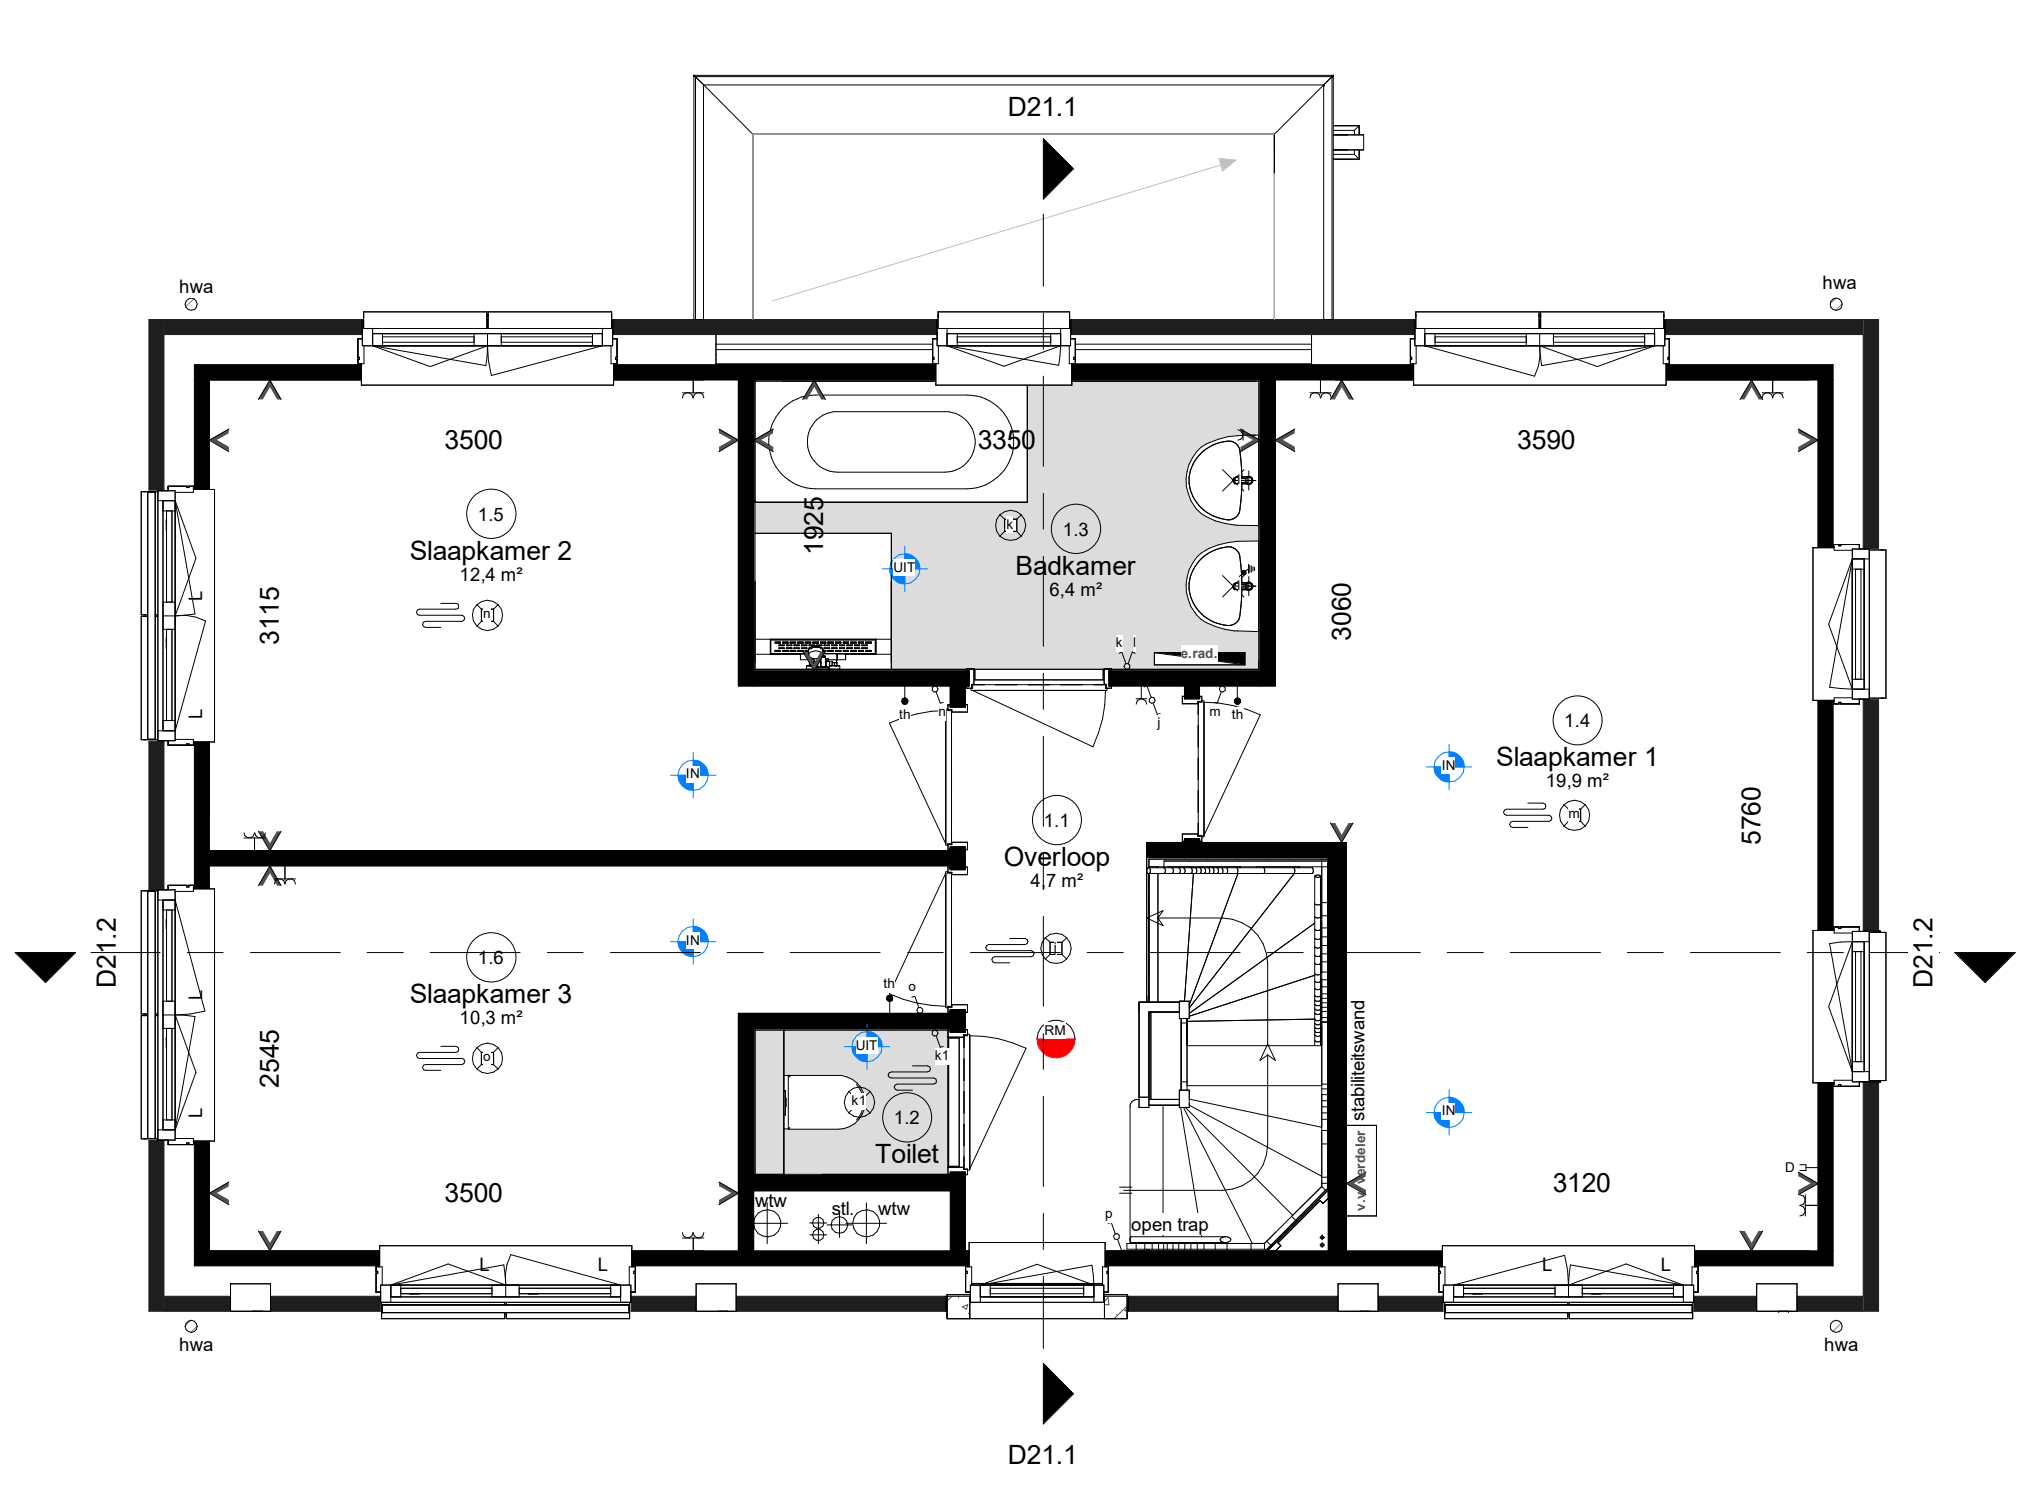 D21.1
hwa
hwa
3500
3350
3590
1.5
Slaapkamer 2
12,4 m²
n
3115
L
L
1925
k
1.3
Badkamer
6,4 m²
UIT
k l
e.rad.
3060
1.4
Slaapkamer 1
19,9 m²
m
5760
th
n
j
m
th
IN
IN
1.1
Overloop
4,7 m²
j
D21.2
D21.2
IN
1.6
Slaapkamer 3
10,3 m²
o
2545
L
L
th
o
UIT
k1
k1
1.2
Toilet
RM
stabiliteitswand
v.w verdeler
IN
D
3500
3120
wtw
stl.
wtw
p
open trap
L
L
L
L
hwa
hwa
D21.1